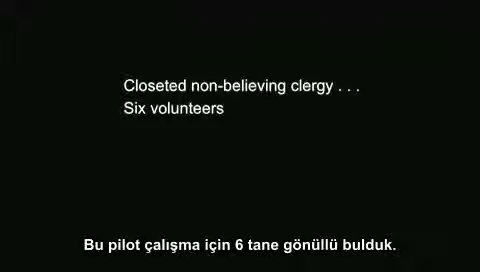 Closeted non-believing clergy . . .
Six volunteers
Bu pilot çalışma için 6 tane gönüllü bulduk.